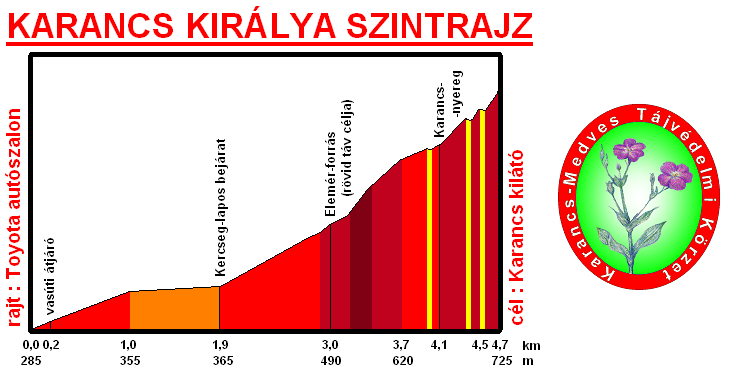 KARANCS KIRÁLYA SZINTRAJZ
rajt : Toyota autószalon
vasúti átjáró
Kercseg-lapos bejárat
Elemér-forrás
(rövid táv célja)
Karancs-
-nyereg
cél : Karancs kilátó
Karancs-Medves Tájvédelmi Körzet
0,0 0,2 1,0 1,9 3,0 3,7 4,1 4,5 4,7 km
285 355 365 490 620 725 m